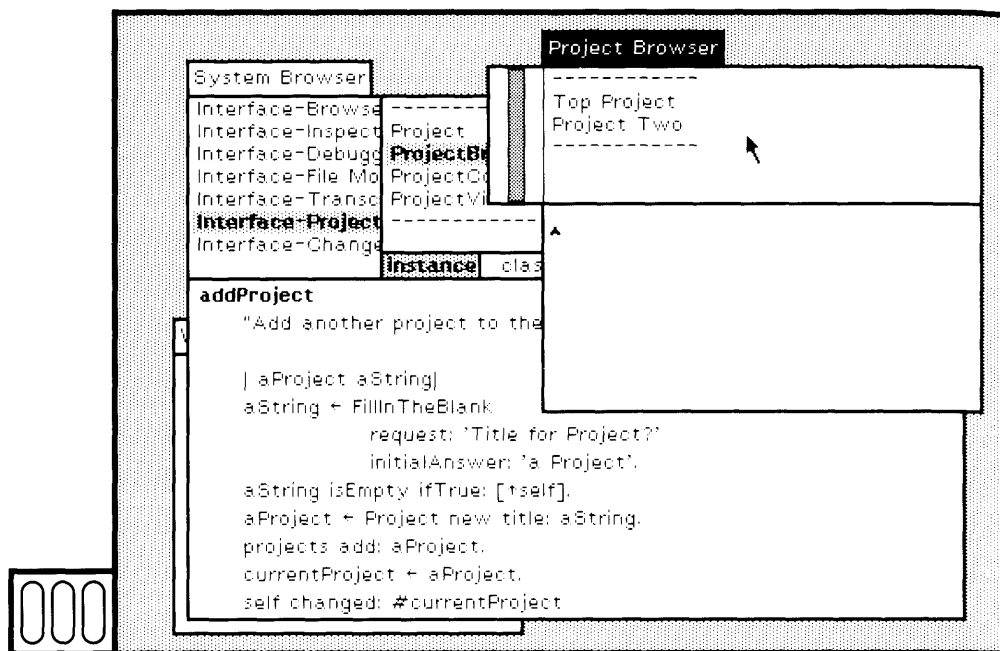 Project Browser
System Browser
Top Project
Project Two
Interface-Browse
Interface-Inspect
Interface-Debugg
Interface-File Mo
Interface-Transc
Interface-Project
Interface-Change
Project
ProjectBr
ProjectCo
ProjectVi
instance clas
addProject
"Add another project to the
| aProject aString|
aString ← FillInTheBlank
request: 'Title for Project?'
initialAnswer: 'a Project'.
aString isEmpty ifTrue: [↑self].
aProject ← Project new title: aString.
projects add: aProject.
currentProject ← aProject.
self changed: #currentProject